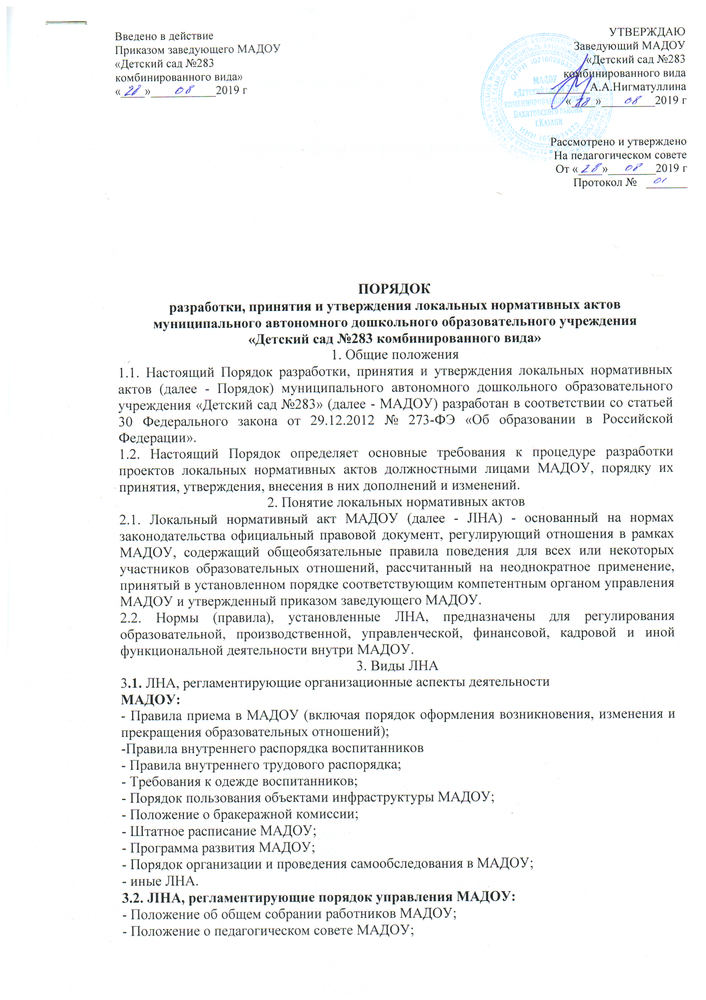 Введено в действие
Приказом заведующего МАДОУ
«Детский сад №283
комбинированного вида»
«28»08 2019 г
УТВЕРЖДАЮ
Заведующий МАДОУ
«Детский сад №283
комбинированного вида
А.А.Нигматуллина
«28»08 2019 г
МАДОУ
«Детский сад № 283
комбинированного вида»
Вахитовского района
г.Казани
ИНН 1655034972
Рассмотрено и утверждено
На педагогическом совете
От «28»08 2019 г
Протокол № 01
ПОРЯДОК
разработки, принятия и утверждения локальных нормативных актов
муниципального автономного дошкольного образовательного учреждения
«Детский сад №283 комбинированного вида»
1. Общие положения
1.1. Настоящий Порядок разработки, принятия и утверждения локальных нормативных
актов (далее - Порядок) муниципального автономного дошкольного образовательного
учреждения «Детский сад №283» (далее - МАДОУ) разработан в соответствии со статьей
30 Федерального закона от 29.12.2012 № 273-ФЭ «Об образовании в Российской
Федерации».
1.2. Настоящий Порядок определяет основные требования к процедуре разработки
проектов локальных нормативных актов должностными лицами МАДОУ, порядку их
принятия, утверждения, внесения в них дополнений и изменений.
2. Понятие локальных нормативных актов
2.1. Локальный нормативный акт МАДОУ (далее - ЛНА) - основанный на нормах
законодательства официальный правовой документ, регулирующий отношения в рамках
МАДОУ, содержащий общеобязательные правила поведения для всех или некоторых
участников образовательных отношений, рассчитанный на неоднократное применение,
принятый в установленном порядке соответствующим компетентным органом управления
МАДОУ и утвержденный приказом заведующего МАДОУ.
2.2. Нормы (правила), установленные ЛНА, предназначены для регулирования
образовательной, производственной, управленческой, финансовой, кадровой и иной
функциональной деятельности внутри МАДОУ.
3. Виды ЛНА
3.1. ЛНА, регламентирующие организационные аспекты деятельности
МАДОУ:
- Правила приема в МАДОУ (включая порядок оформления возникновения, изменения и
прекращения образовательных отношений);
-Правила внутреннего распорядка воспитанников
- Правила внутреннего трудового распорядка;
- Требования к одежде воспитанников;
- Порядок пользования объектами инфраструктуры МАДОУ;
- Положение о бракеражной комиссии;
- Штатное расписание МАДОУ;
- Программа развития МАДОУ;
- Порядок организации и проведения самообследования в МАДОУ;
- иные ЛНА.
3.2. ЛНА, регламентирующие порядок управления МАДОУ:
- Положение об общем собрании работников МАДОУ;
- Положение о педагогическом совете МАДОУ;